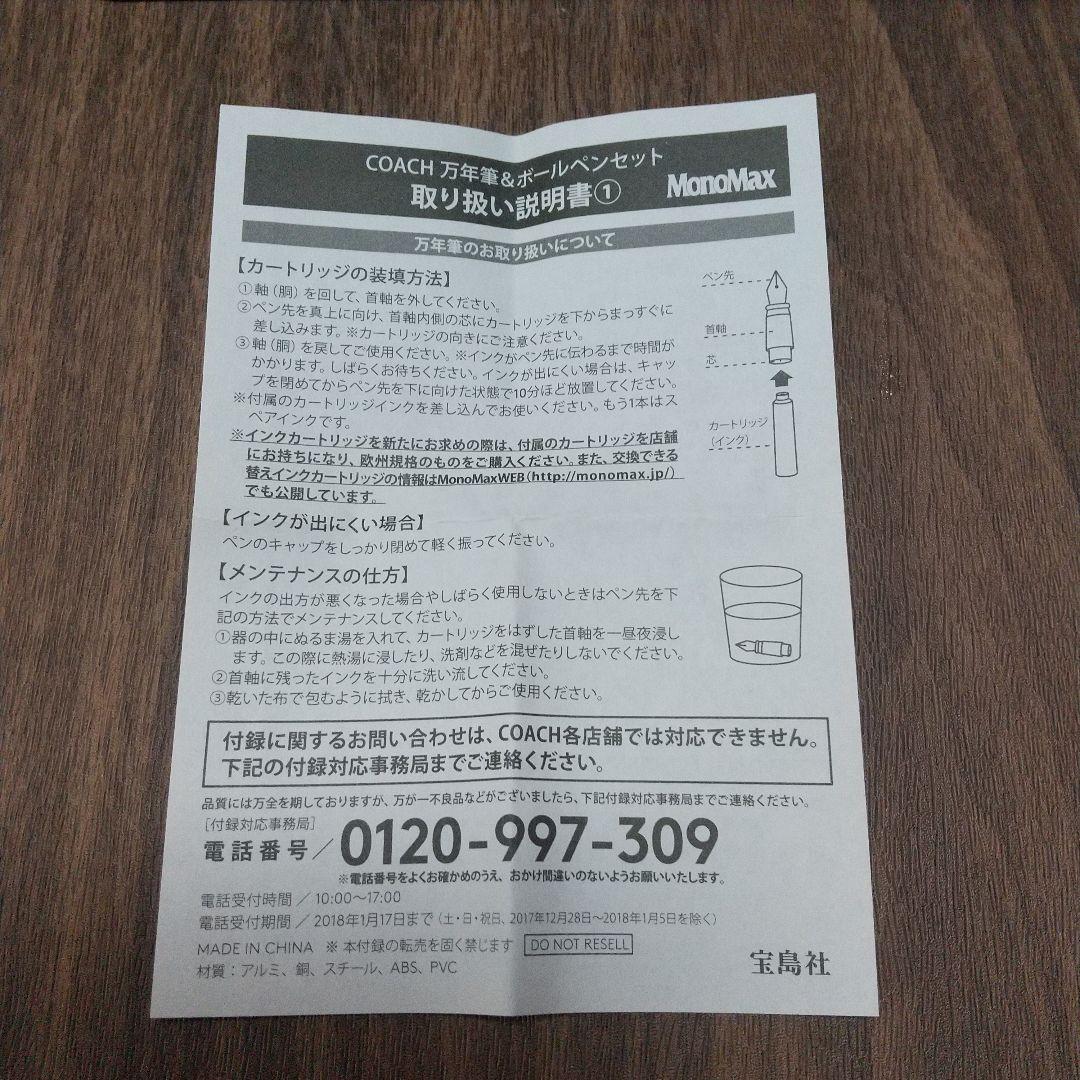 COACH 万年筆&ボールペンセット
取り扱い説明書①
MonoMax
万年筆のお取り扱いについて
【カートリッジの装填方法】
①軸（胴）を回して、首軸を外してください。
②ペン先を真上に向け、首軸内側の芯にカートリッジを下からまっすぐに
差し込みます。※カートリッジの向きにご注意ください。
③軸（胴）を戻してご使用ください。※インクがペン先に伝わるまで時間が
かかります。しばらくお待ちください。インクが出にくい場合は、キャッ
プを閉めてからペン先を下に向けた状態で10分ほど放置してください。
※付属のカートリッジインクを差し込んでお使いください。もう1本はス
ペアインクです。
※インクカートリッジを新たにお求めの際は、付属のカートリッジを店舗
にお持ちになり、欧州規格のものをご購入ください。また、交換できる
替えインクカートリッジの情報はMonoMaxWEB（http://monomax.jp/）
でも公開しています。
ペン先
首軸
芯
カートリッジ
（インク）
【インクが出にくい場合】
ペンのキャップをしっかり閉めて軽く振ってください。
【メンテナンスの仕方】
インクの出方が悪くなった場合やしばらく使用しないときはペン先を下
記の方法でメンテナンスしてください。
①器の中にぬるま湯を入れて、カートリッジをはずした首軸を一昼夜浸し
ます。この際に熱湯に浸したり、洗剤などを混ぜたりしないでください。
②首軸に残ったインクを十分に洗い流してください。
③乾いた布で包むように拭き、乾かしてからご使用ください。
付録に関するお問い合わせは、COACH各店舗では対応できません。
下記の付録対応事務局までご連絡ください。
品質には万全を期しておりますが、万が一不良品などがございましたら、下記付録対応事務局までご連絡ください。
［付録対応事務局］
電話番号／0120-997-309
※電話番号をよくお確かめのうえ、おかけ間違いのないようお願いいたします。
電話受付時間／10:00～17:00
電話受付期間／2018年1月17日まで（土・日・祝日、2017年12月28日～2018年1月5日を除く）
MADE IN CHINA ※本付録の転売を固く禁じます DO NOT RESELL
材質：アルミ、銅、スチール、ABS、PVC
宝島社